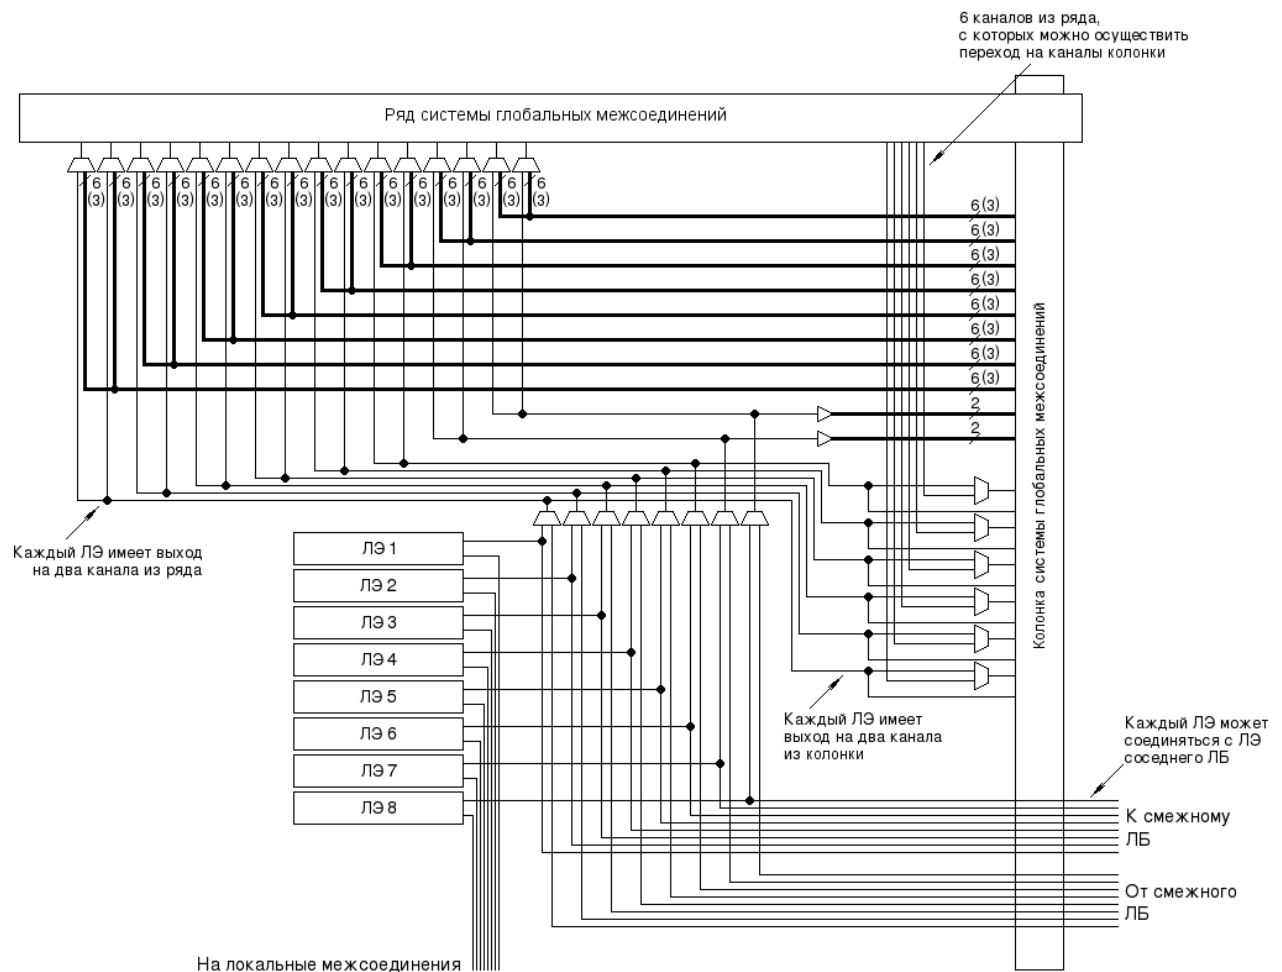 6 каналов из ряда,
с которых можно осуществить
переход на каналы колонки
Ряд системы глобальных межсоединений
6 6 6 6 6 6 6 6 6 6 6 6 6 6 6 6
(3) (3) (3) (3) (3) (3) (3) (3) (3) (3) (3) (3) (3) (3) (3) (3)
6(3)
6(3)
6(3)
6(3)
6(3)
6(3)
6(3)
6(3)
2
2
Колонка системы глобальных межсоединений
Каждый ЛЭ имеет выход
на два канала из ряда
ЛЭ 1
ЛЭ 2
ЛЭ 3
ЛЭ 4
ЛЭ 5
ЛЭ 6
ЛЭ 7
ЛЭ 8
Каждый ЛЭ имеет
выход на два канала
из колонки
Каждый ЛЭ может
соединяться с ЛЭ
соседнего ЛБ
К смежному
ЛБ
От смежного
ЛБ
На локальные межсоединения